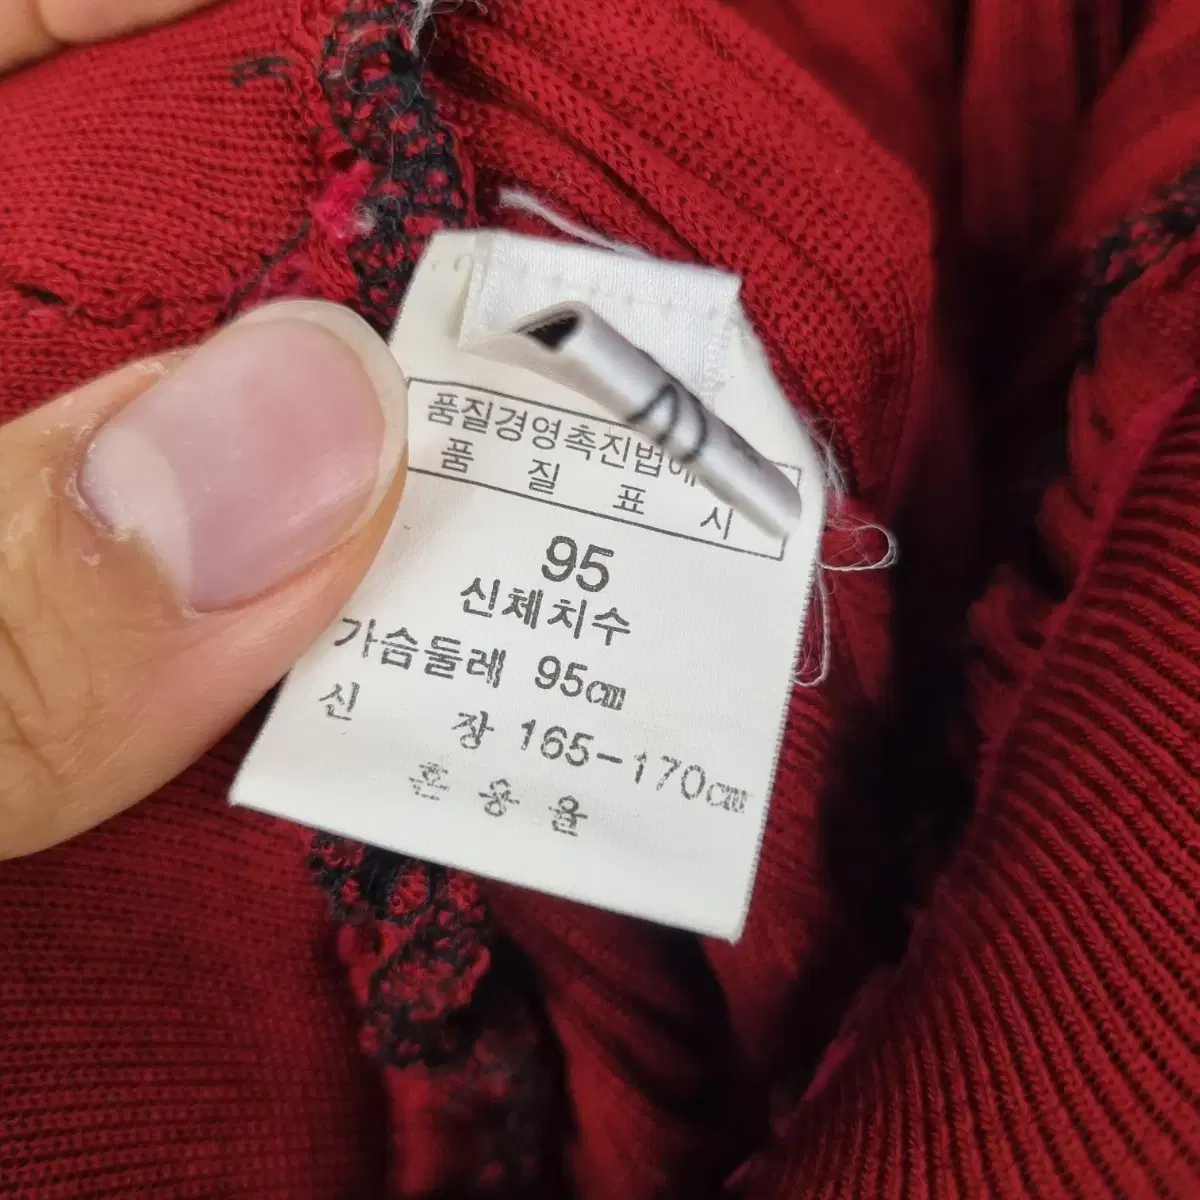 품질경영촉진법에
품 질 표 시
95
신체치수
가슴둘레 95㎝
신 장 165-170㎝
혼 용 율